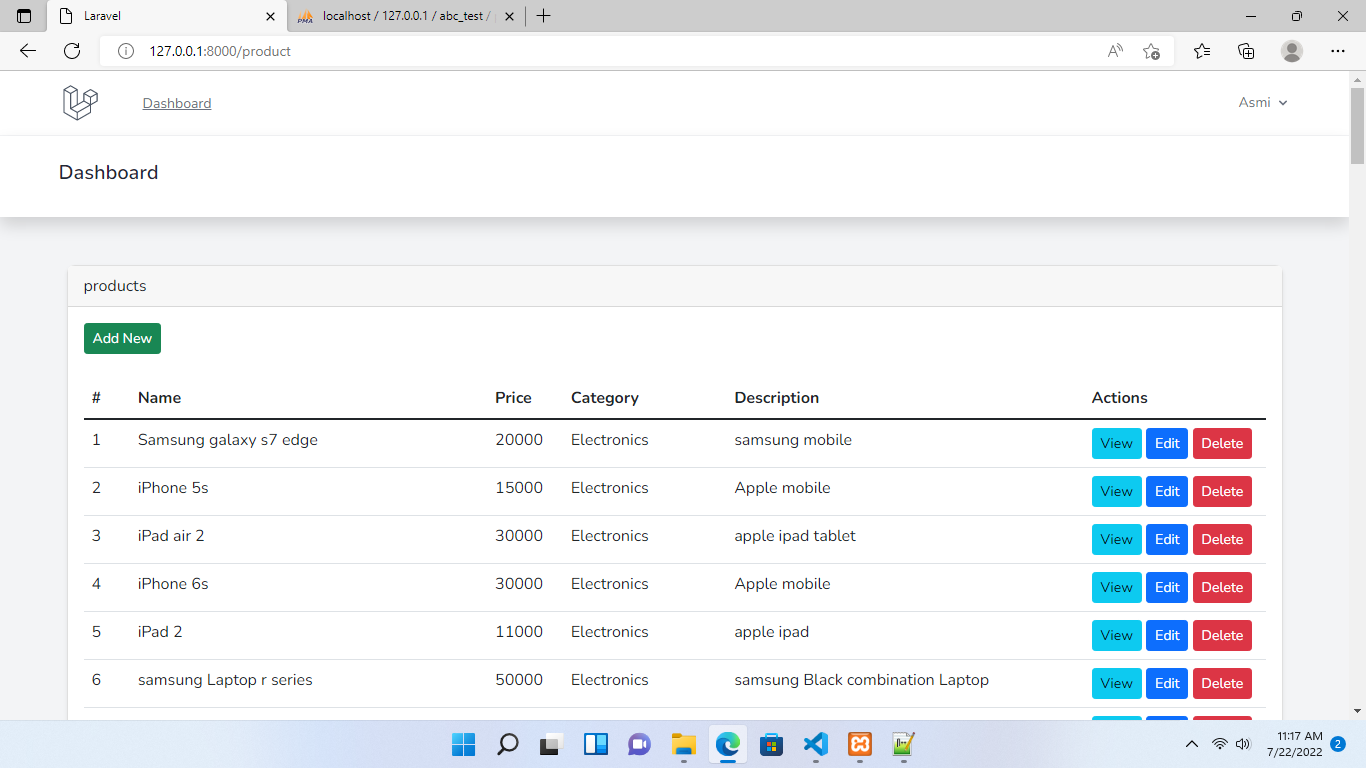 Laravel
PMA
localhost / 127.0.0.1 / abc_test /
127.0.0.1:8000/product
Dashboard
Asmi
Dashboard
products
Add New
# Name Price Category Description Actions
1 Samsung galaxy s7 edge 20000 Electronics samsung mobile View Edit Delete
2 iPhone 5s 15000 Electronics Apple mobile View Edit Delete
3 iPad air 2 30000 Electronics apple ipad tablet View Edit Delete
4 iPhone 6s 30000 Electronics Apple mobile View Edit Delete
5 iPad 2 11000 Electronics apple ipad View Edit Delete
6 samsung Laptop r series 50000 Electronics samsung Black combination Laptop View Edit Delete
11:17 AM
7/22/2022
2